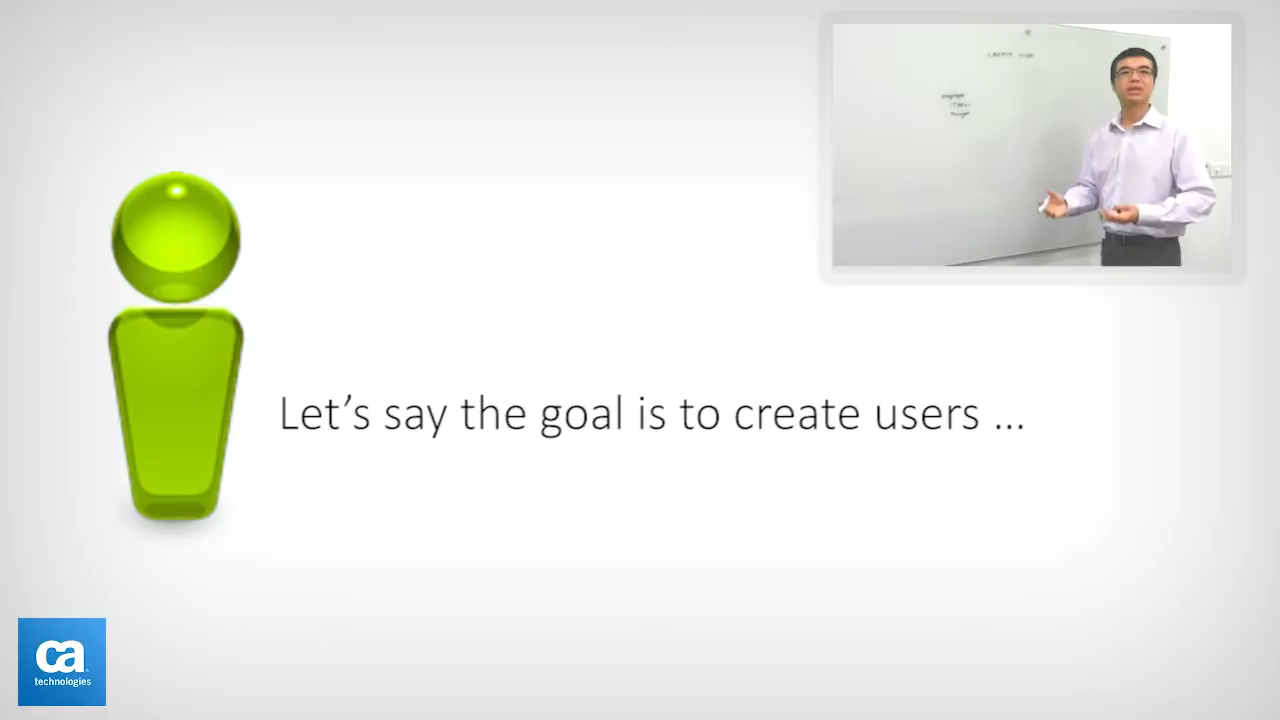 Let's say the goal is to create users ...
ca
technologies